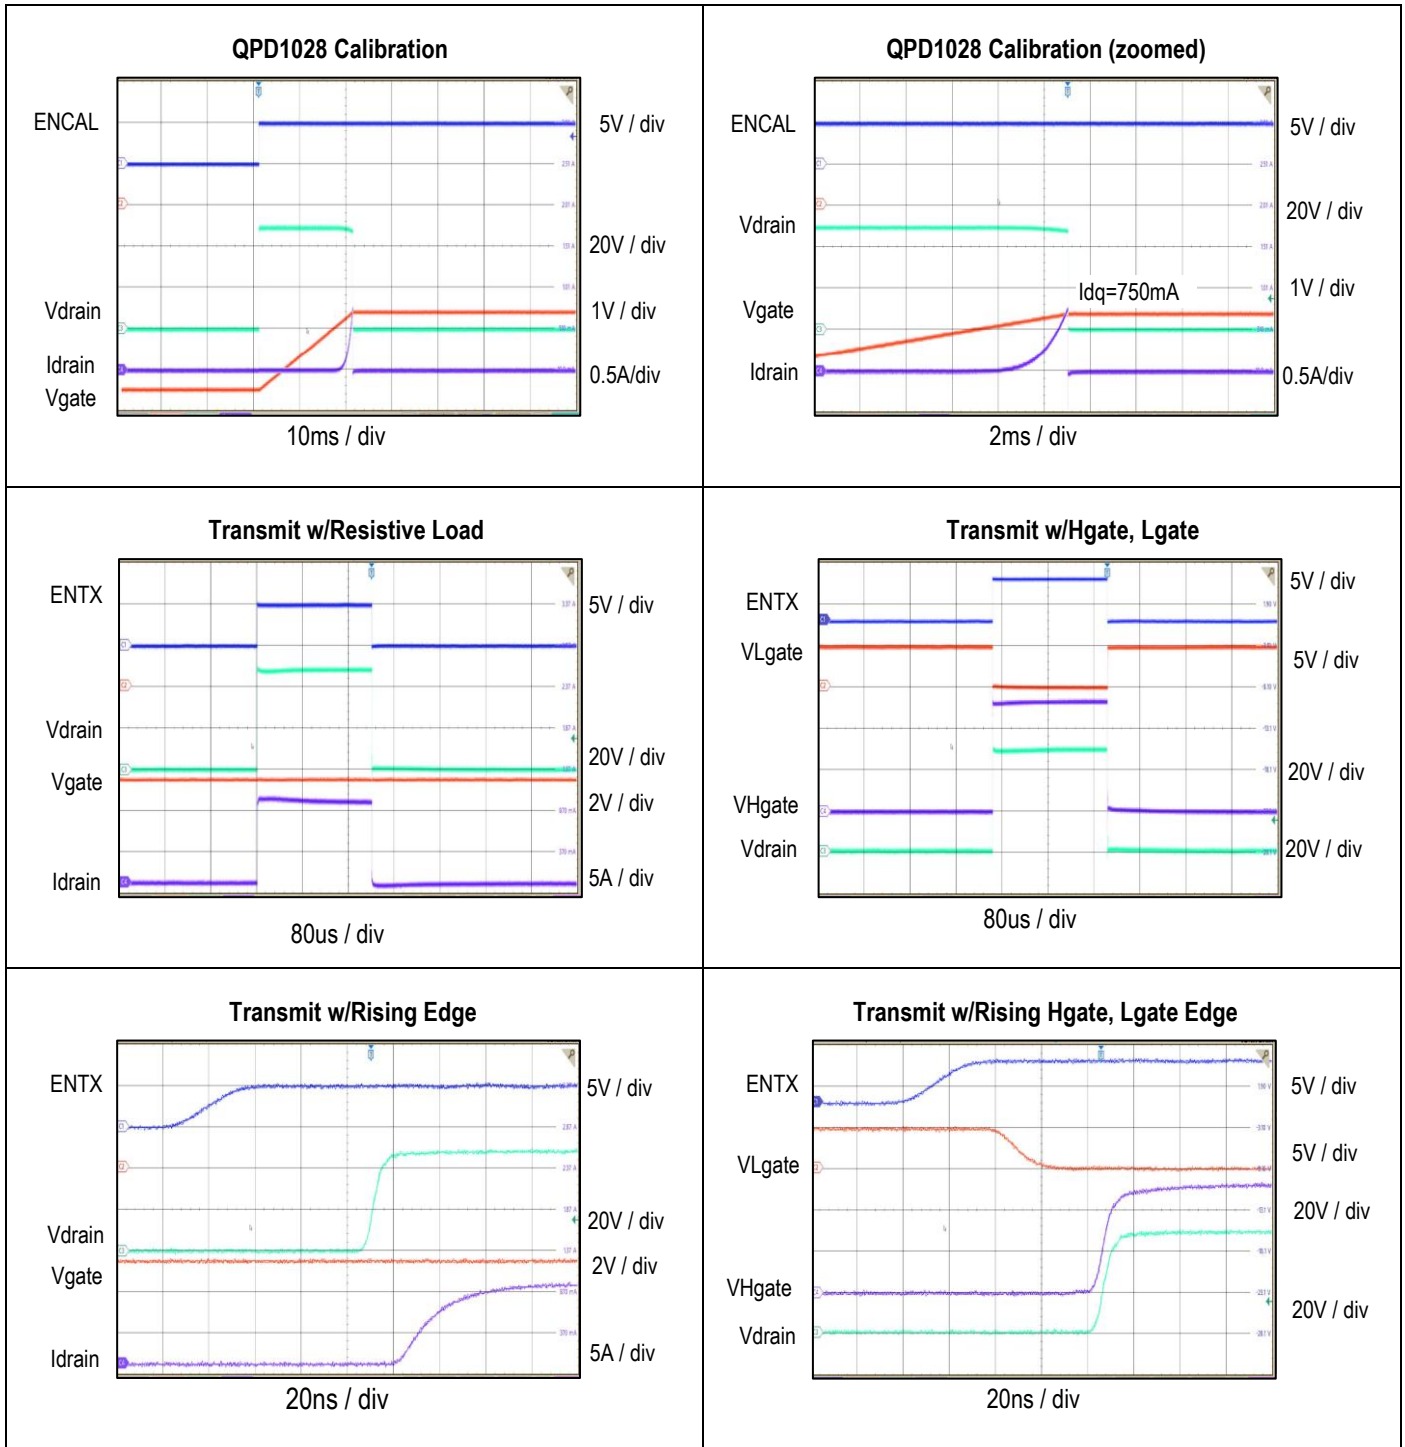 QPD1028 Calibration
ENCAL
5V / div
20V / div
Vdrain
1V / div
Idrain
0.5A/div
Vgate
10ms / div
QPD1028 Calibration (zoomed)
ENCAL
5V / div
Vdrain
20V / div
Idq=750mA
1V / div
Vgate
Idrain
0.5A/div
2ms / div
Transmit w/Resistive Load
ENTX
5V / div
Vdrain
20V / div
Vgate
2V / div
Idrain
5A / div
80us / div
Transmit w/Hgate, Lgate
5V / div
ENTX
VLgate
5V / div
20V / div
VHgate
Vdrain
20V / div
80us / div
Transmit w/Rising Edge
ENTX
5V / div
20V / div
Vdrain
2V / div
Vgate
Idrain
5A / div
20ns / div
Transmit w/Rising Hgate, Lgate Edge
ENTX
5V / div
5V / div
VLgate
20V / div
VHgate
20V / div
Vdrain
20ns / div